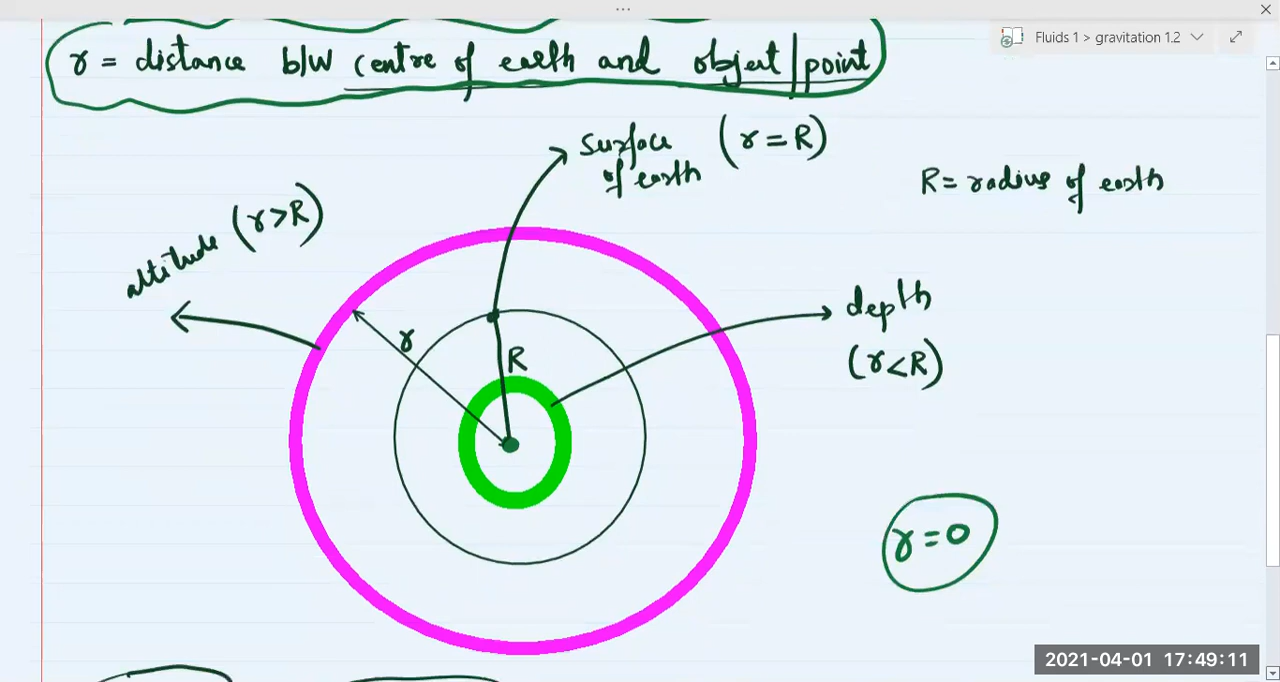 ...
Fluids 1 > gravitation 1.2
r = distance b/w centre of earth and object/point
surface (r = R)
of earth
R = radius of earth
altitude (r>R)
depth
(r<R)
r
R
r=0
2021-04-01 17:49:11